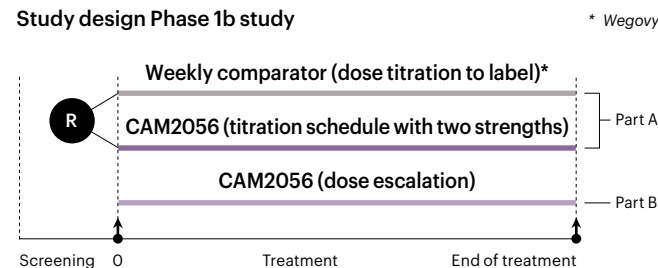 Study design Phase 1b study
* Wegovy
Weekly comparator (dose titration to label)*
R
Part A
CAM2056 (titration schedule with two strengths)
CAM2056 (dose escalation)
Part B
Screening 0 Treatment End of treatment